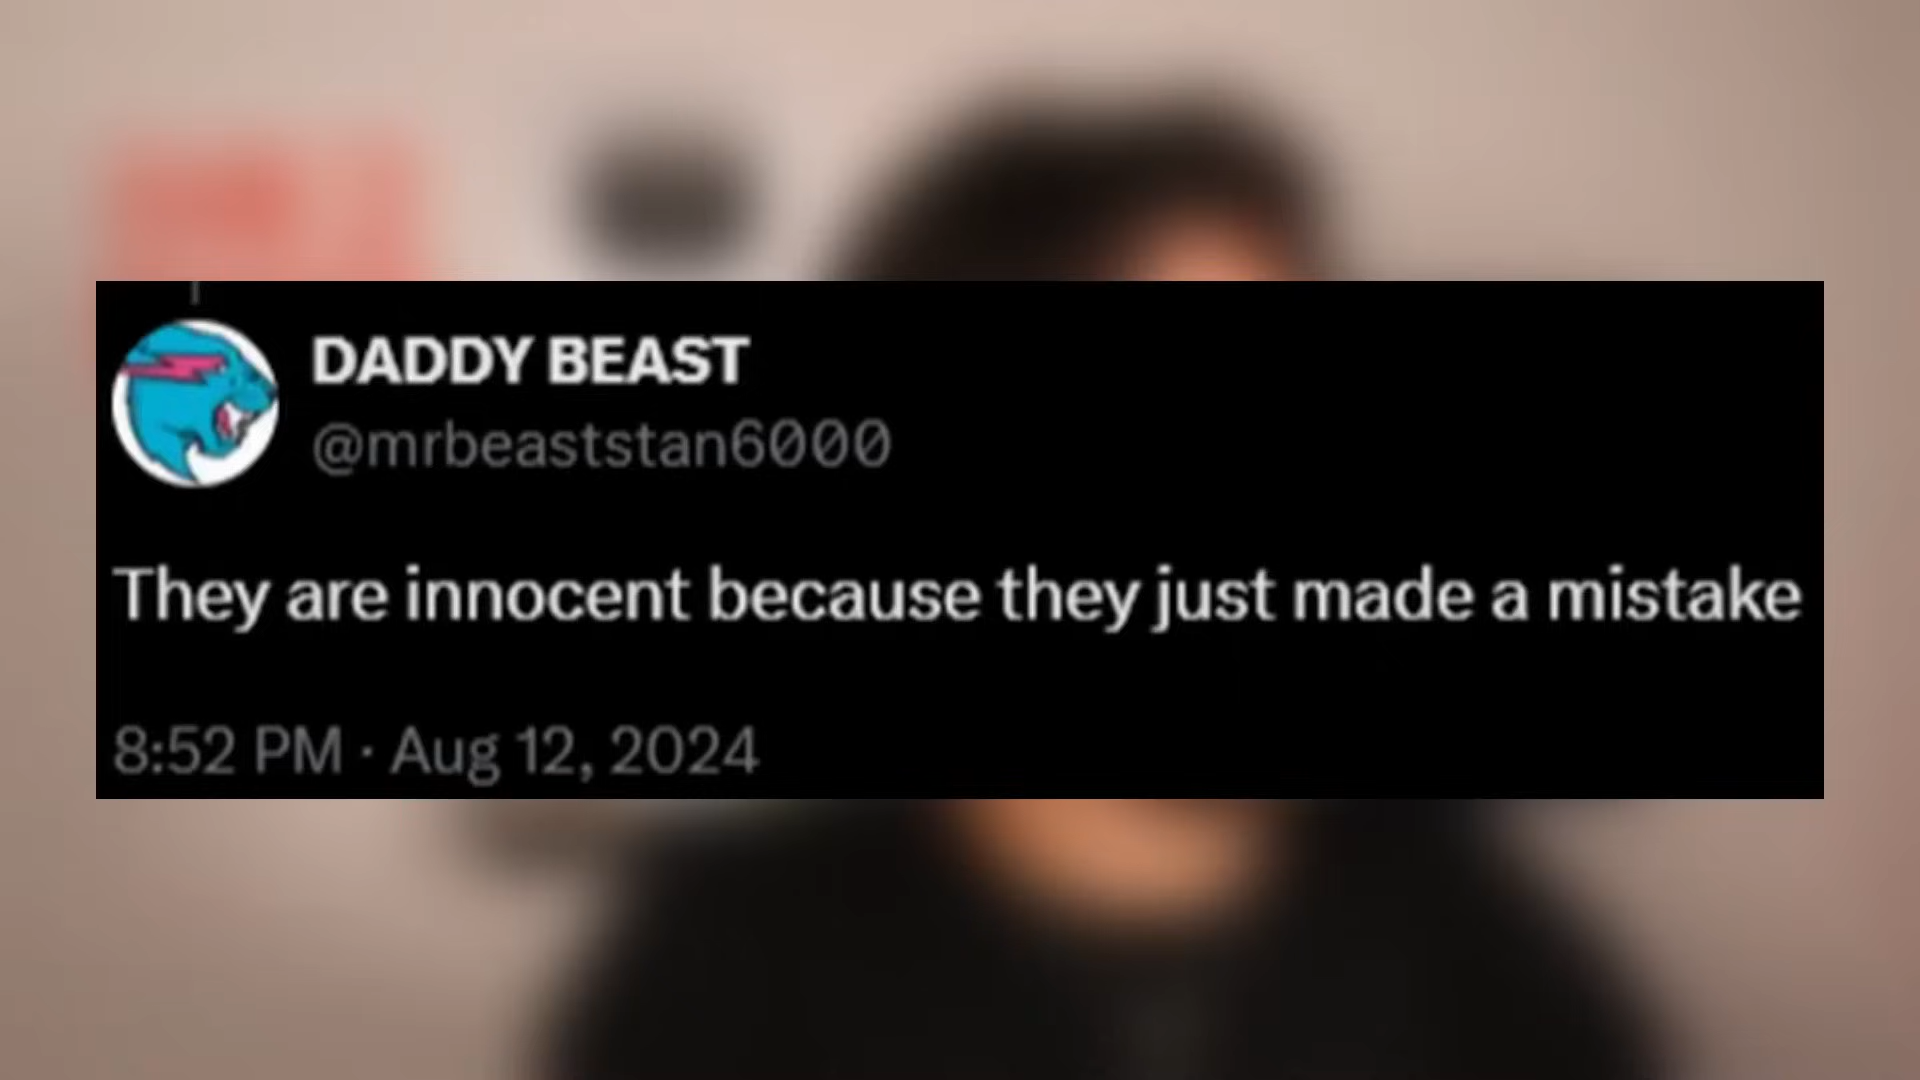 DADDY BEAST
@mrbeaststan6000
They are innocent because they just made a mistake
8:52 PM · Aug 12, 2024